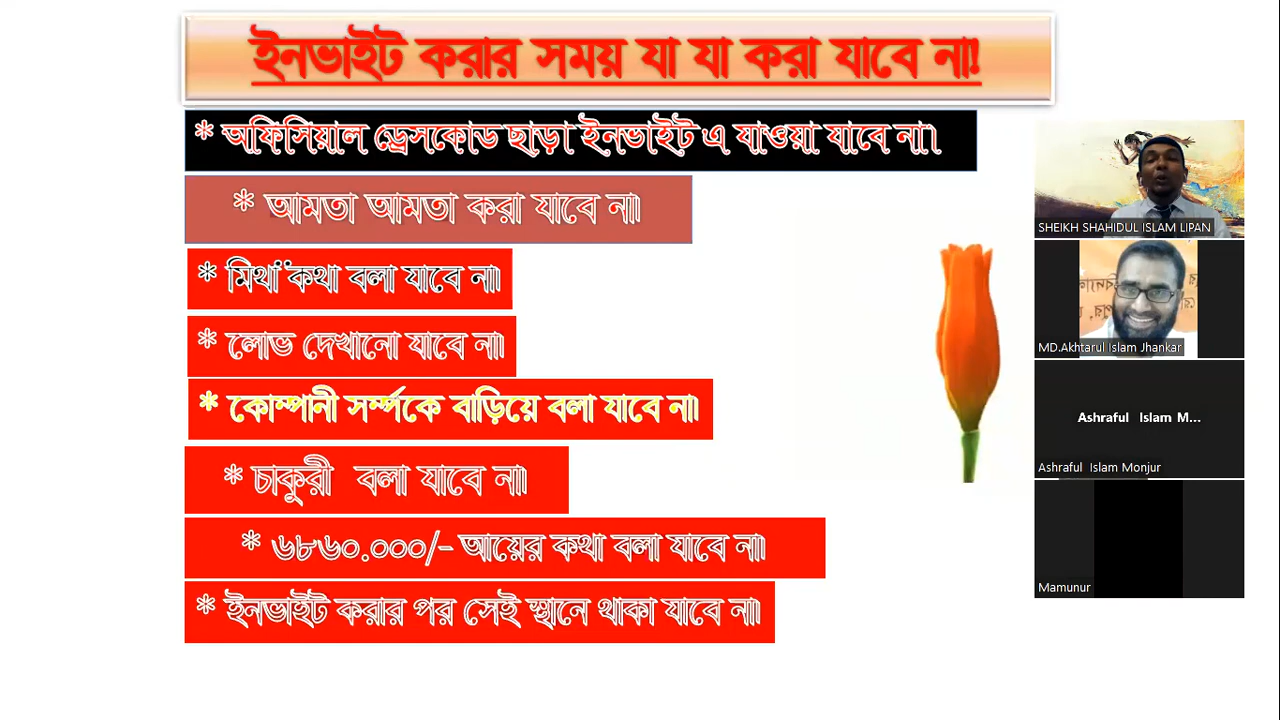 ইনভাইট করার সময় যা যা করা যাবে না!
* অফিসিয়াল ড্রেসকোড ছাড়া ইনভাইট এ যাওয়া যাবে না।
* আমতা আমতা করা যাবে না।
* মিথ্যা কথা বলা যাবে না।
* লোভ দেখানো যাবে না।
* কোম্পানী সর্ম্পকে বাড়িয়ে বলা যাবে না।
* চাকুরী বলা যাবে না।
* ৬৮৬০.০০০/- আয়ের কথা বলা যাবে না।
* ইনভাইট করার পর সেই স্থানে থাকা যাবে না।
SHEIKH SHAHIDUL ISLAM LIPAN
MD.Akhtarul Islam Jhankar
Ashraful Islam M...
Ashraful Islam Monjur
Mamunur